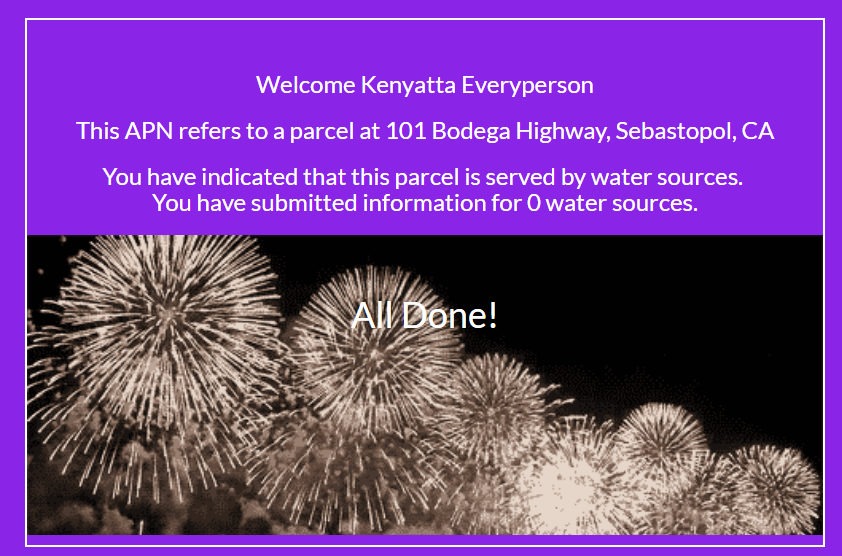 Welcome Kenyatta Everyperson
This APN refers to a parcel at 101 Bodega Highway, Sebastopol, CA
You have indicated that this parcel is served by water sources.
You have submitted information for 0 water sources.
All Done!